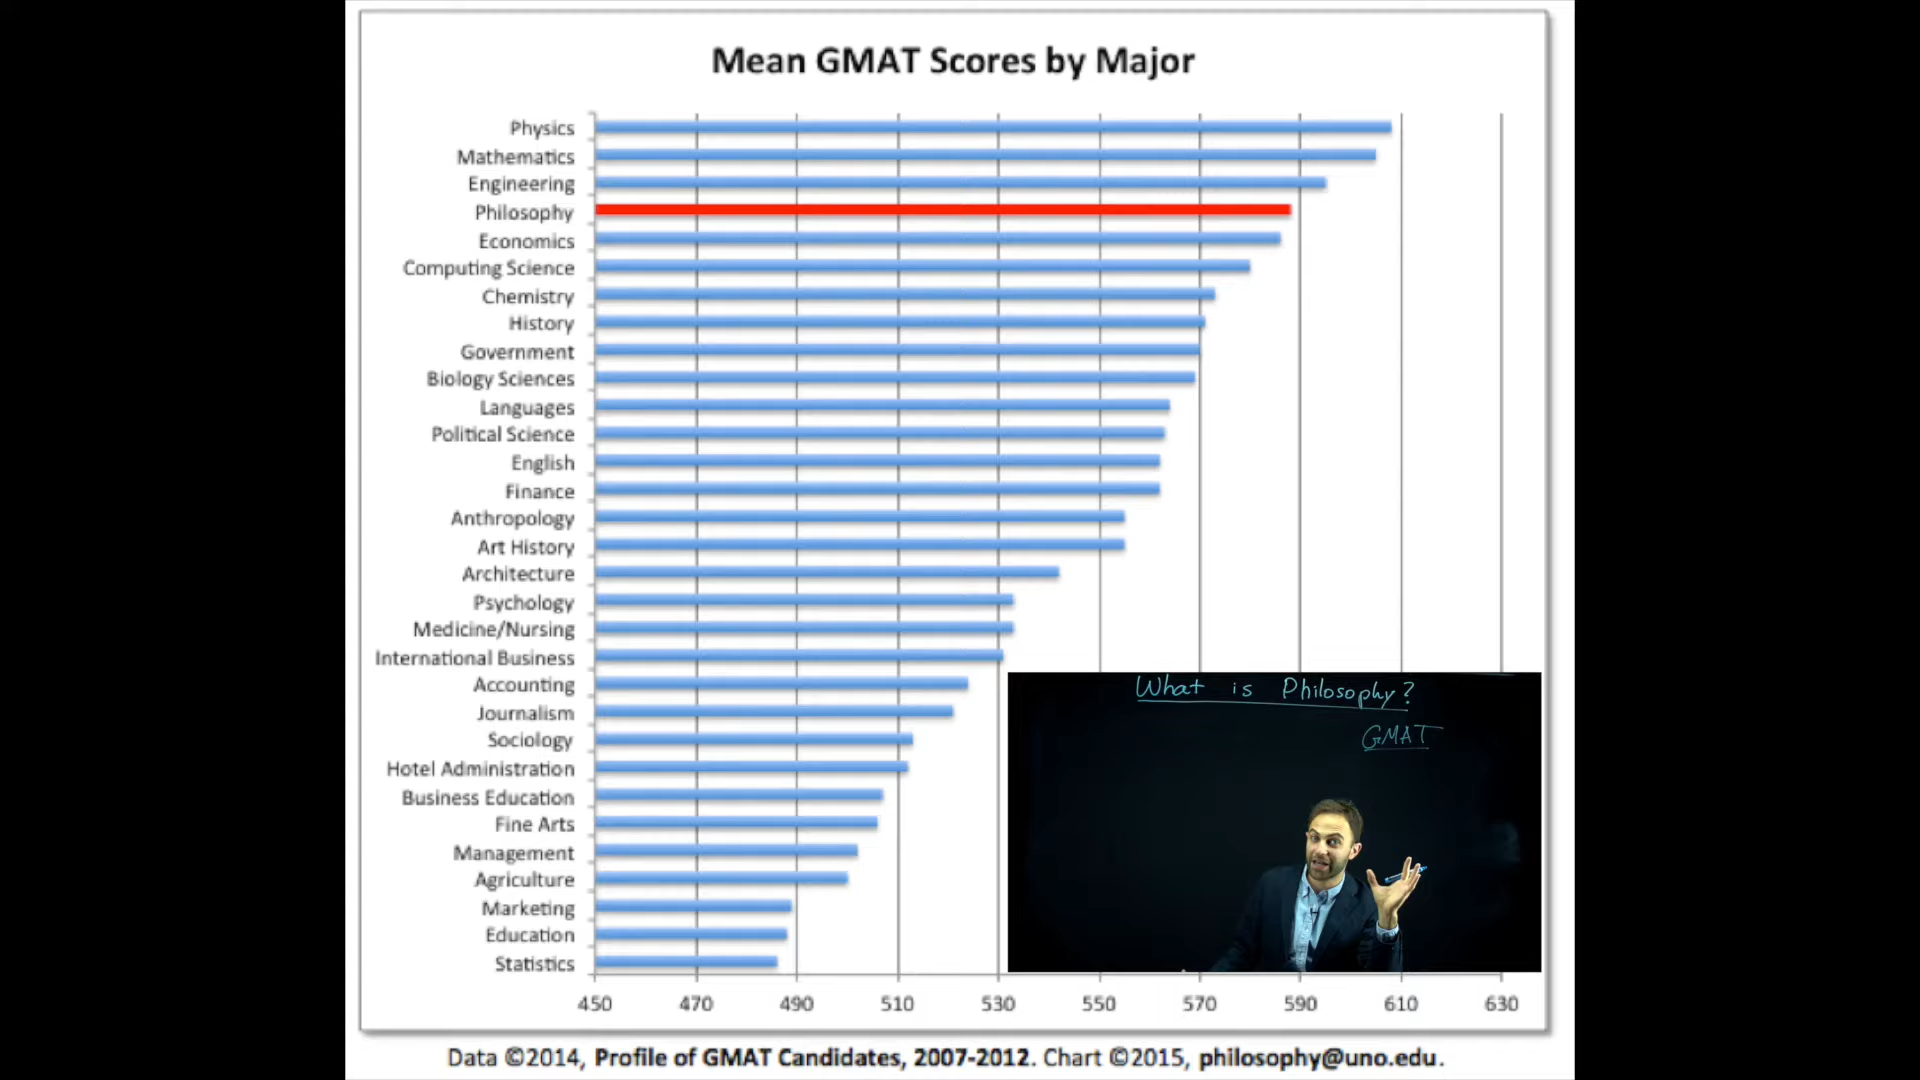 Mean GMAT Scores by Major
Physics
Mathematics
Engineering
Philosophy
Economics
Computing Science
Chemistry
History
Government
Biology Sciences
Languages
Political Science
English
Finance
Anthropology
Art History
Architecture
Psychology
Medicine/Nursing
International Business
Accounting
Journalism
Sociology
Hotel Administration
Business Education
Fine Arts
Management
Agriculture
Marketing
Education
Statistics
450 470 490 510 530 550 570 590 610 630
What is Philosophy?
GMAT
Data ©2014, Profile of GMAT Candidates, 2007-2012. Chart ©2015, philosophy@uno.edu.